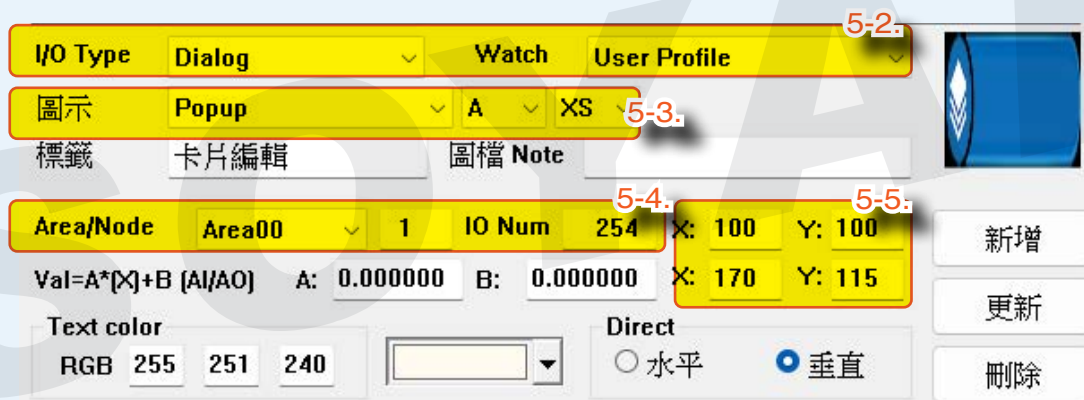 5-2.
I/O Type Dialog Watch User Profile
圖示 Popup A XS 5-3.
標籤 卡片編輯 圖檔 Note
5-4. 5-5.
Area/Node Area00 1 IO Num 254 X: 100 Y: 100
新增
Val=A*(X)+B (AI/AO) A: 0.000000 B: 0.000000 X: 170 Y: 115
更新
Text color Direct
RGB 255 251 240 水平 垂直
刪除
SOYA